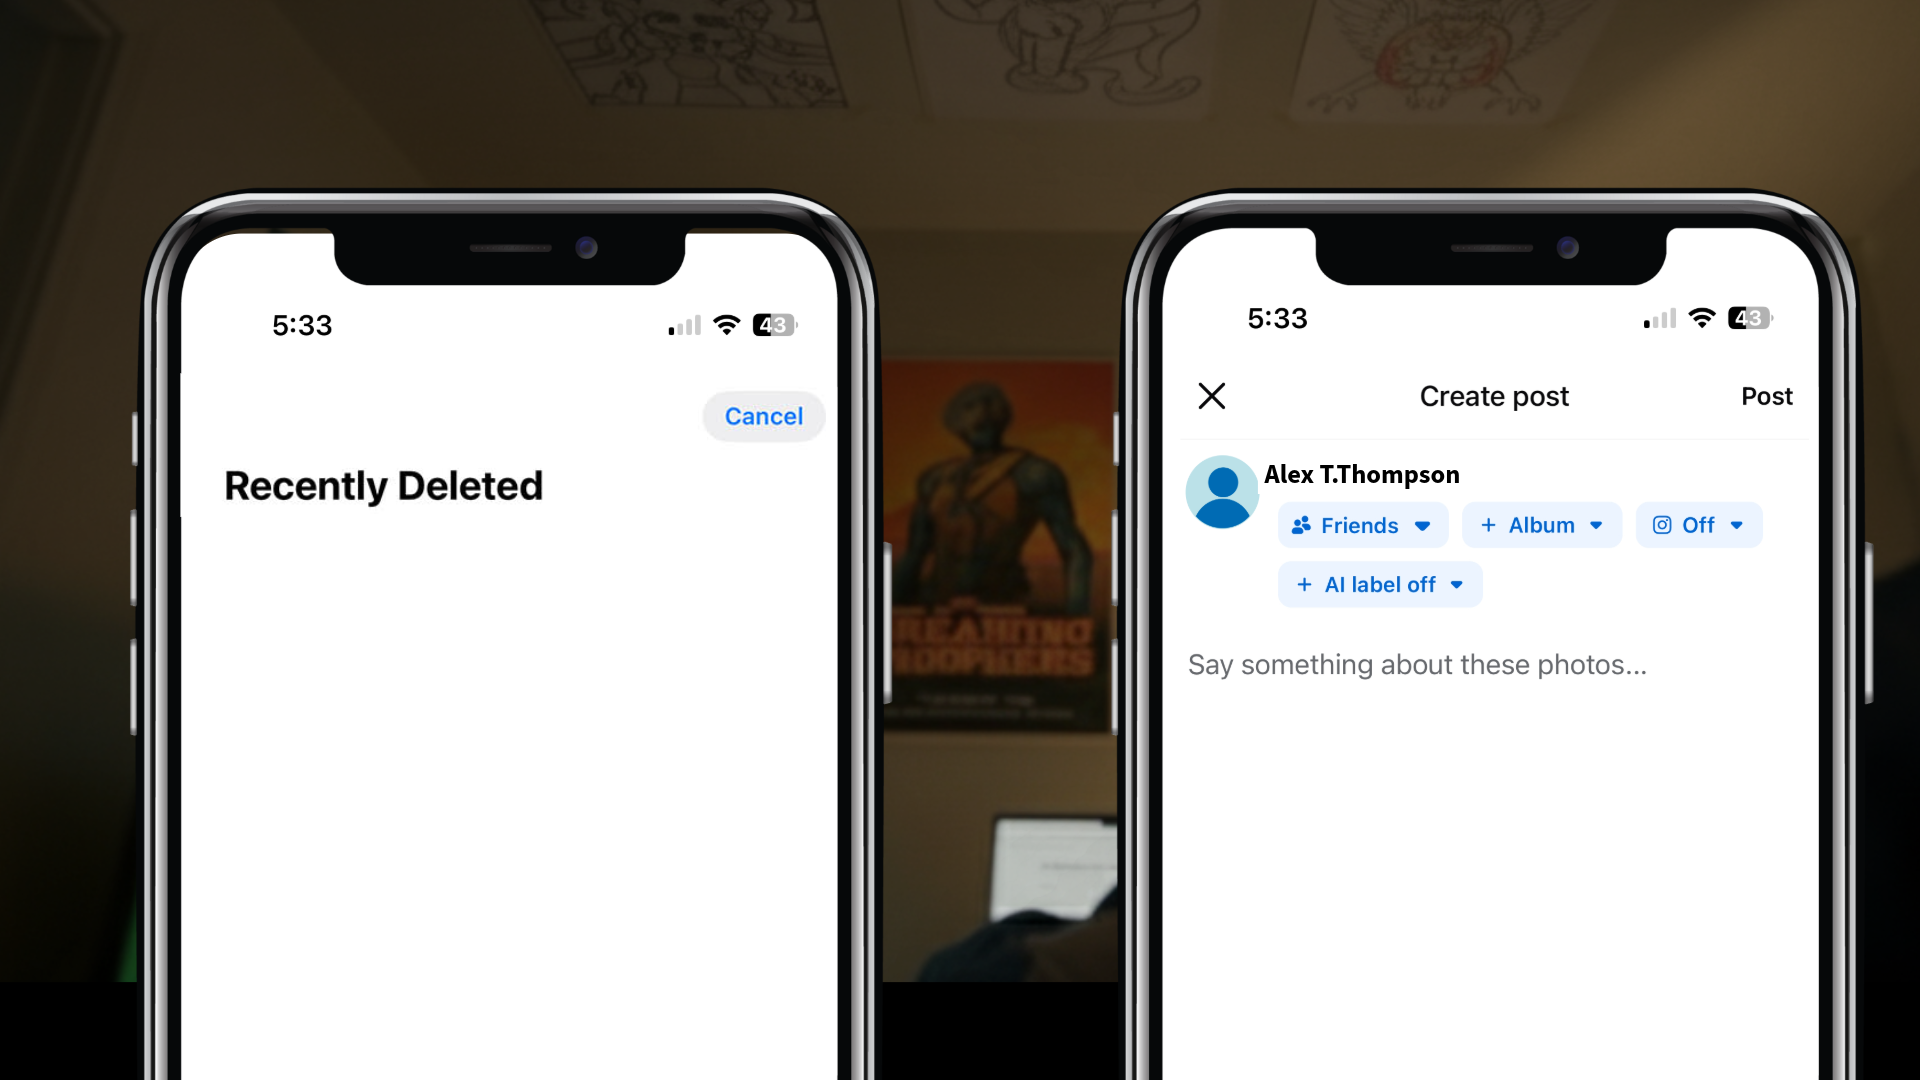 5:33
43
Cancel
Recently Deleted
5:33
43
Create post
Post
Alex T.Thompson
Friends
+ Album
Off
+ AI label off
Say something about these photos...